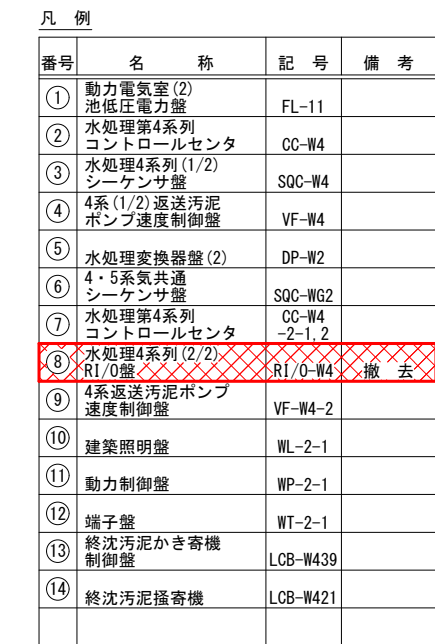 凡 例
番号 名 称 記 号 備 考
① 動力電気室(2)
池低圧電力盤 FL-11
② 水処理第4系列
コントロールセンタ CC-W4
③ 水処理4系列(1/2)
シーケンサ盤 SQC-W4
④ 4系(1/2)返送汚泥
ポンプ速度制御盤 VF-W4
⑤ 水処理変換器盤(2) DP-W2
⑥ 4・5系気共通
シーケンサ盤 SQC-WG2
⑦ 水処理第4系列 CC-W4
コントロールセンタ -2-1,2
⑧ 水処理4系列(2/2)
RI/O盤 RI/O-W4 撤 去
⑨ 4系返送汚泥ポンプ
速度制御盤 VF-W4-2
⑩ 建築照明盤 WL-2-1
⑪ 動力制御盤 WP-2-1
⑫ 端子盤 WT-2-1
⑬ 終沈汚泥かき寄機
制御盤 LCB-W439
⑭ 終沈汚泥掻寄機 LCB-W421